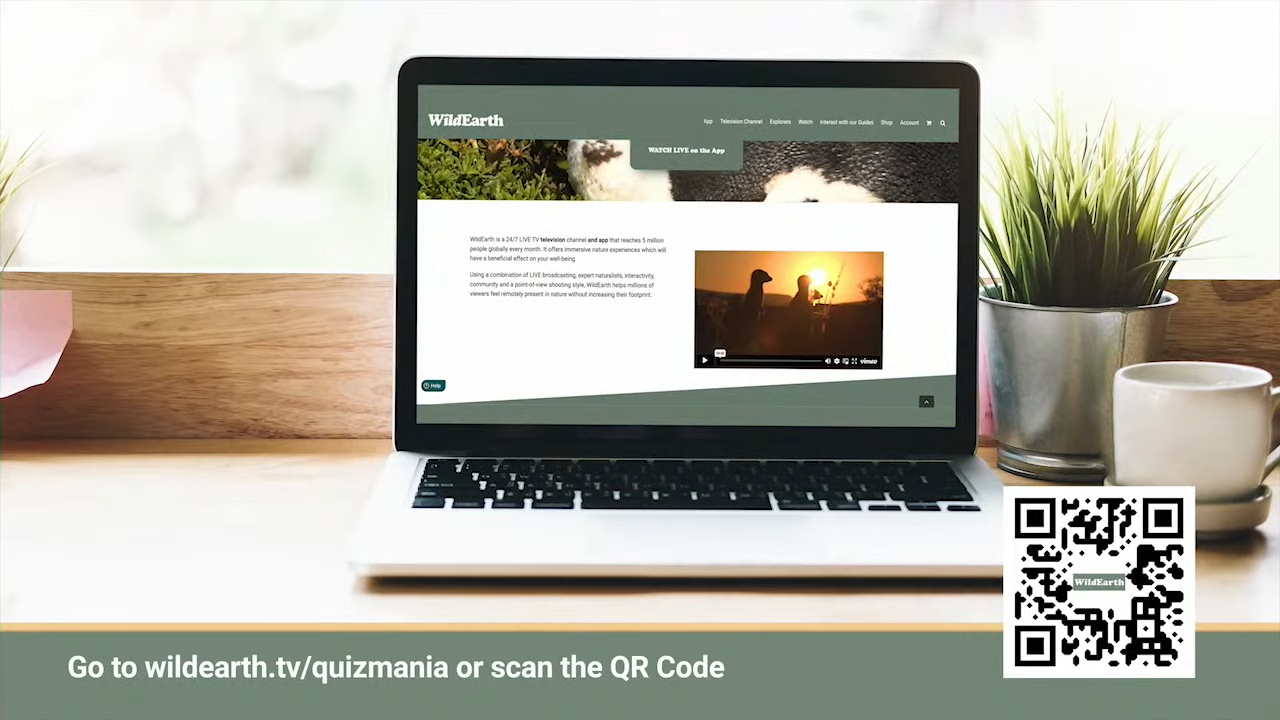 WildEarth
App Television Channel Explorers Watch Interact with our Guides Shop Account
WATCH LIVE on the App
WildEarth is a 24/7 LIVE TV television channel and app that reaches 5 million
people globally every month. It offers immersive nature experiences which will
have a beneficial effect on your well-being
Using a combination of LIVE broadcasting, expert naturalists, interactivity,
community and a point-of-view shooting style, WildEarth helps millions of
viewers feel remotely present in nature without increasing their footprint.
vimeo
Help
WildEarth
Go to wildearth.tv/quizmania or scan the QR Code